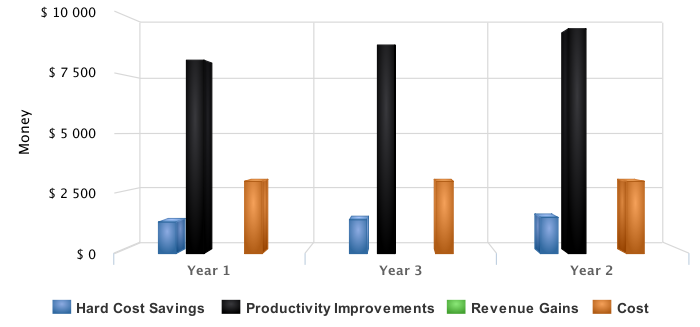 $ 10 000
$ 7 500
$ 5 000
$ 2 500
$ 0
Money
Year 1
Year 3
Year 2
Hard Cost Savings
Productivity Improvements
Revenue Gains
Cost